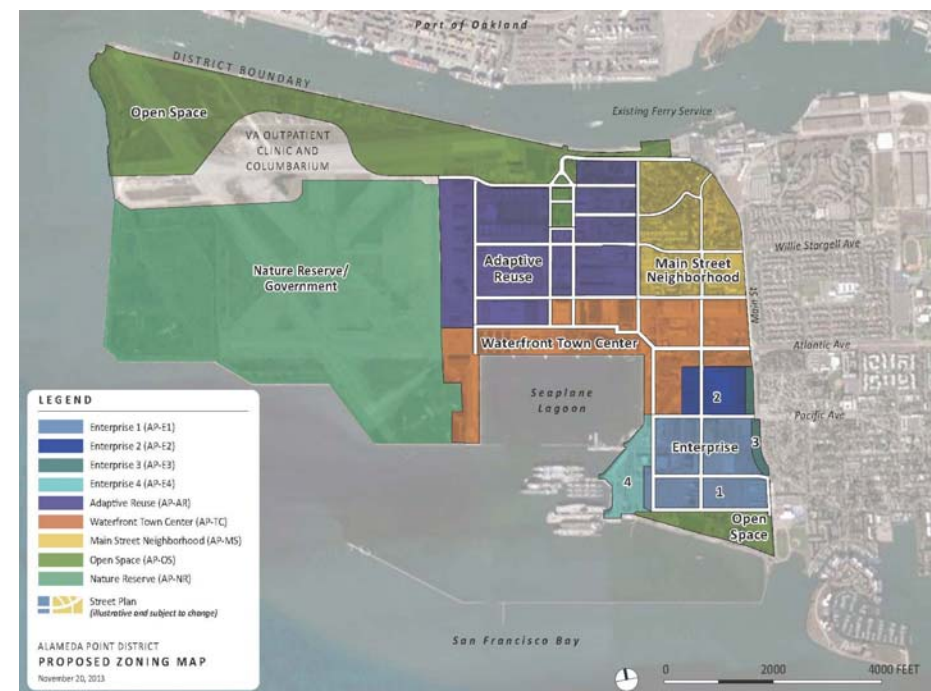 Port of Oakland
DISTRICT BOUNDARY
Open Space
Existing Ferry Service
VA OUTPATIENT
CLINIC AND
COLUMBARIUM
Willie Stargell Ave
Nature Reserve/
Government
Adaptive
Reuse
Main Street
Neighborhood
Main St
Waterfront Town Center
Atlantic Ave
Seaplane
Lagoon
2
Pacific Ave
Enterprise
3
4
1
Open
Space
San Francisco Bay
LEGEND
Enterprise 1 (AP-E1)
Enterprise 2 (AP-E2)
Enterprise 3 (AP-E3)
Enterprise 4 (AP-E4)
Adaptive Reuse (AP-AR)
Waterfront Town Center (AP-TC)
Main Street Neighborhood (AP-MS)
Open Space (AP-OS)
Nature Reserve (AP-NR)
Street Plan
(illustrative and subject to change)
ALAMEDA POINT DISTRICT
PROPOSED ZONING MAP
November 20, 2013
0 2000 4000 FEET